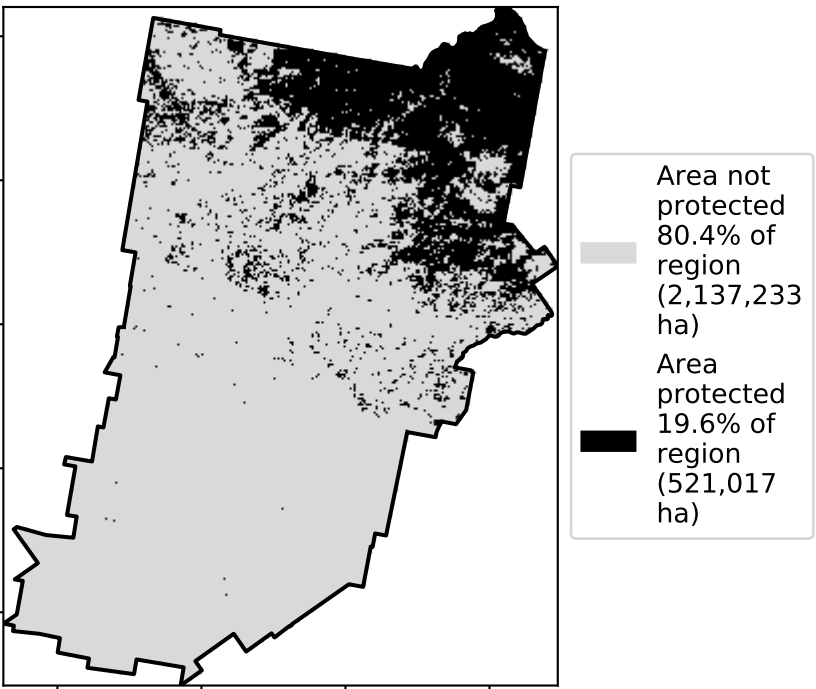 Area not
protected
80.4% of
region
(2,137,233
ha)
Area
protected
19.6% of
region
(521,017
ha)